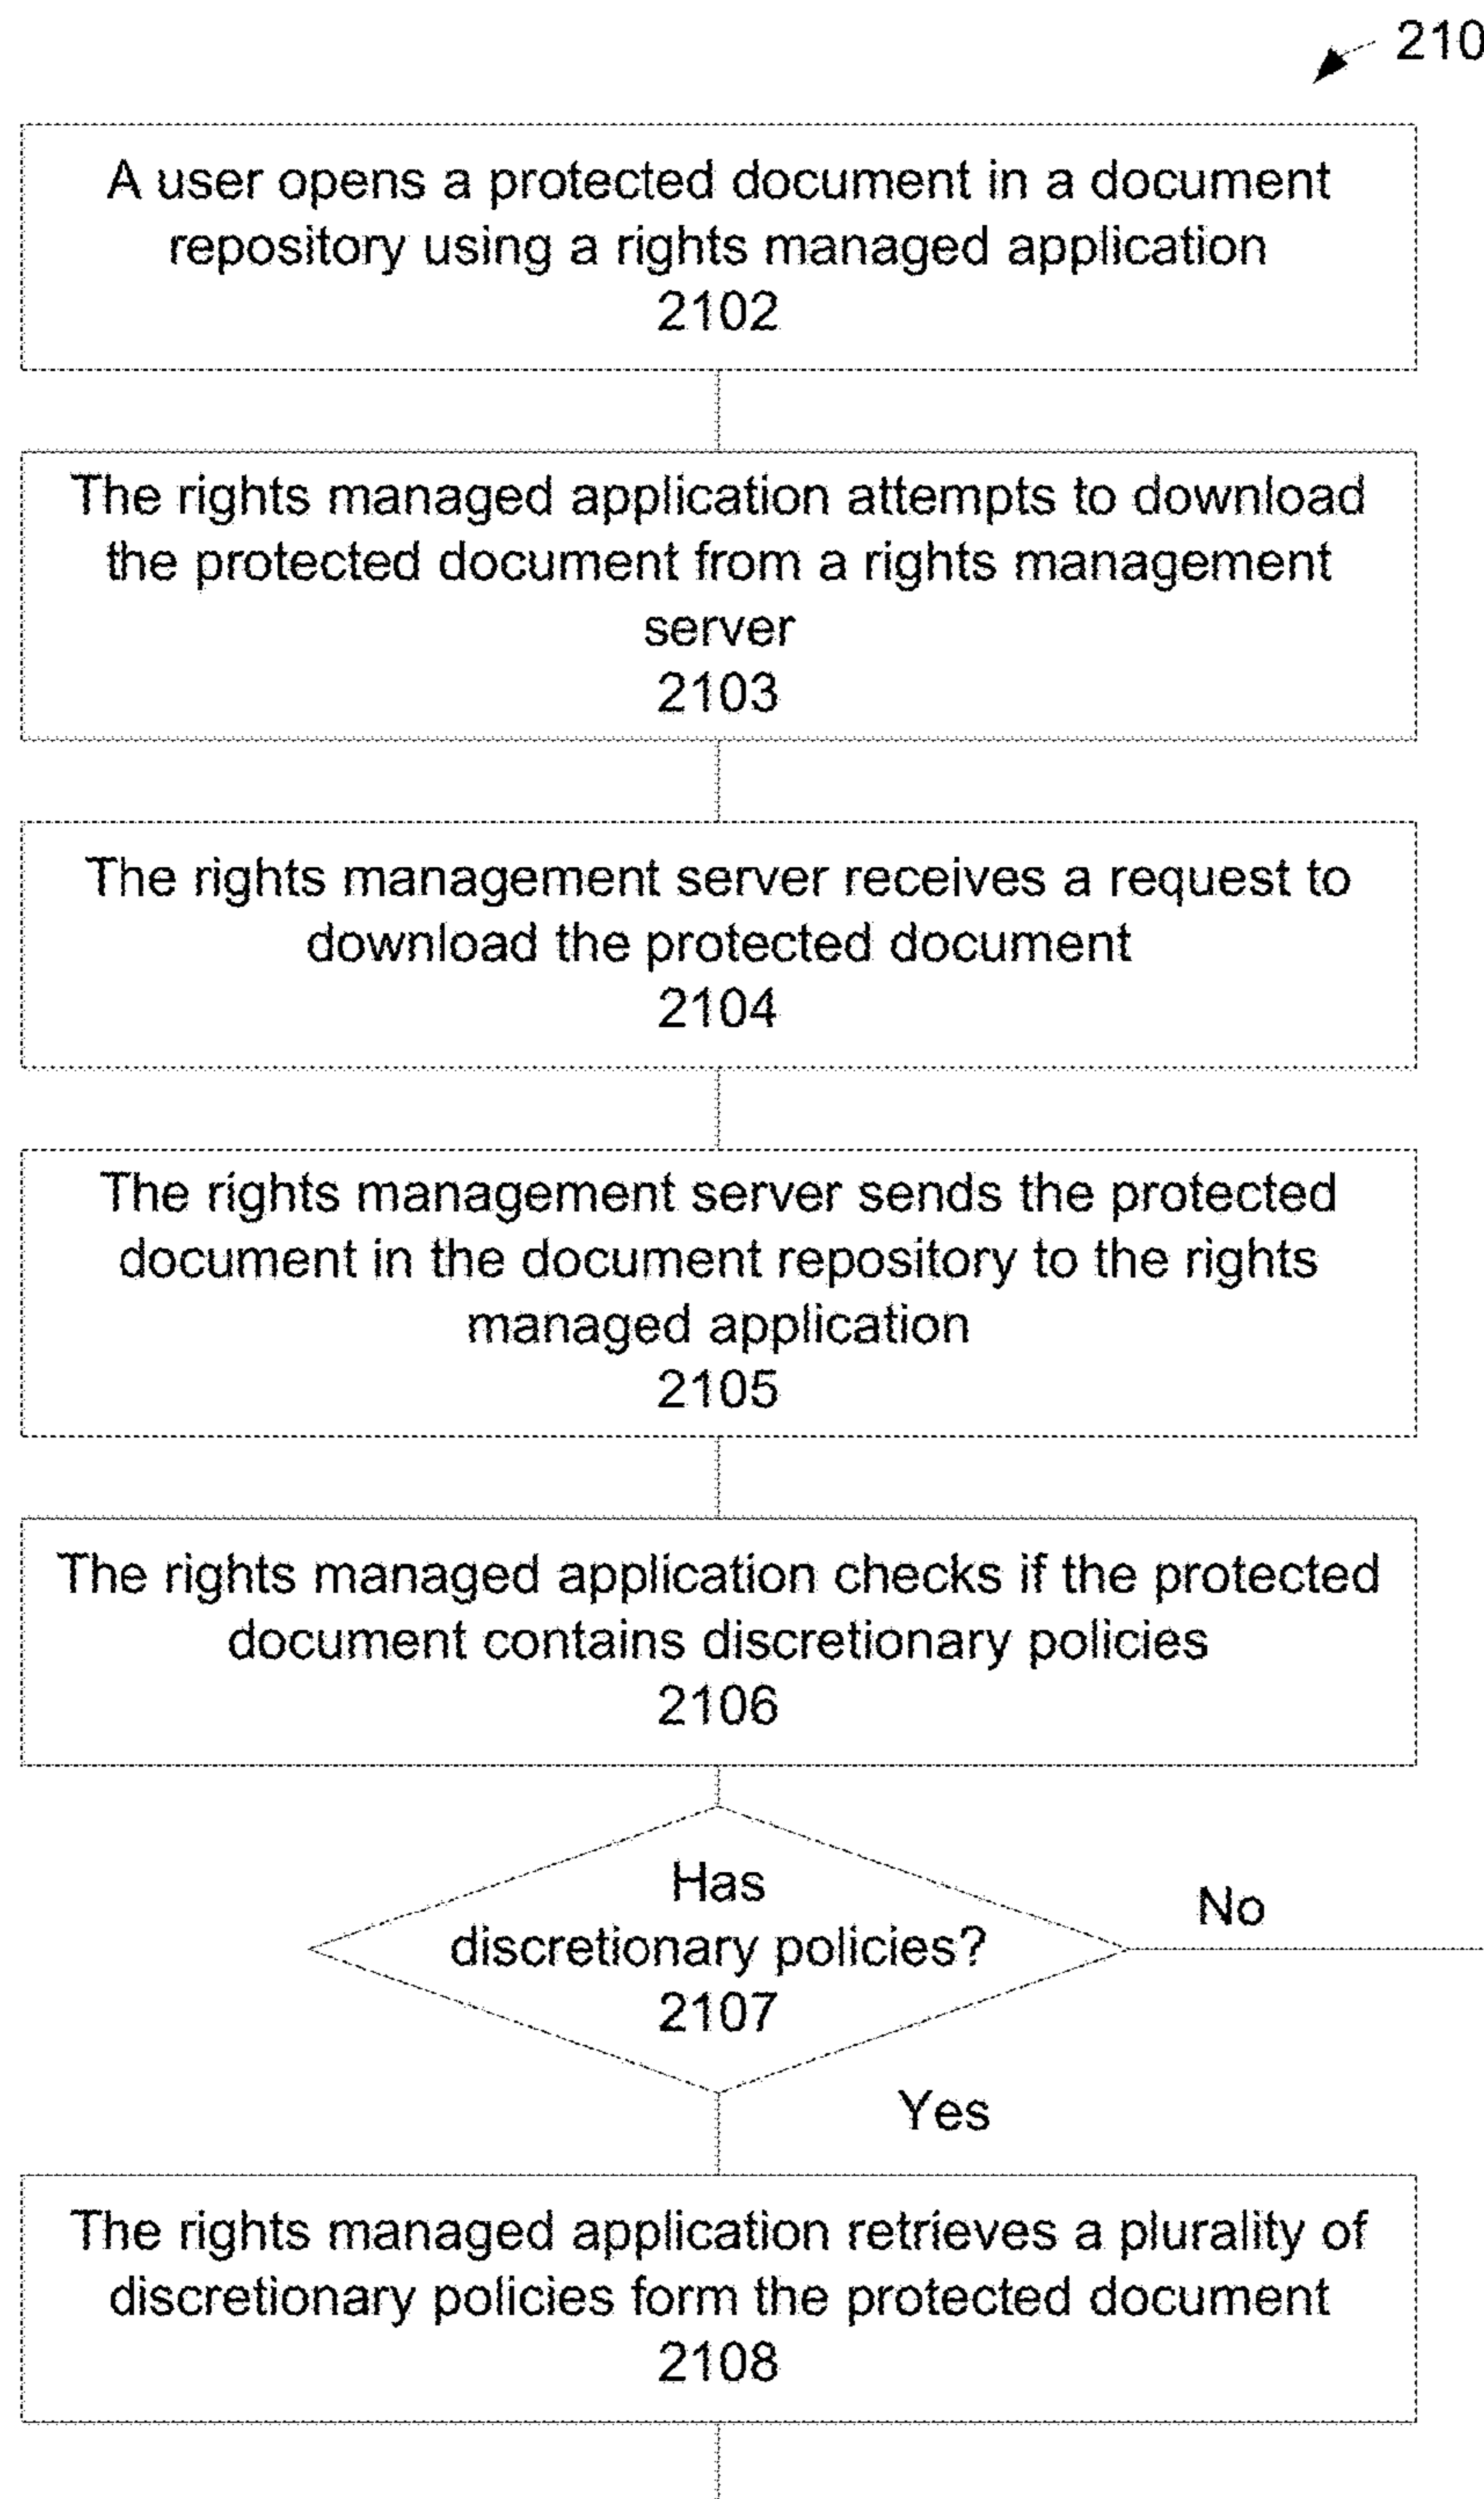 210
A user opens a protected document in a document
repository using a rights managed application
2102
The rights managed application attempts to download
the protected document from a rights management
server
2103
The rights management server receives a request to
download the protected document
2104
The rights management server sends the protected
document in the document repository to the rights
managed application
2105
The rights managed application checks if the protected
document contains discretionary policies
2106
Has
discretionary policies?
2107
No
Yes
The rights managed application retrieves a plurality of
discretionary policies form the protected document
2108